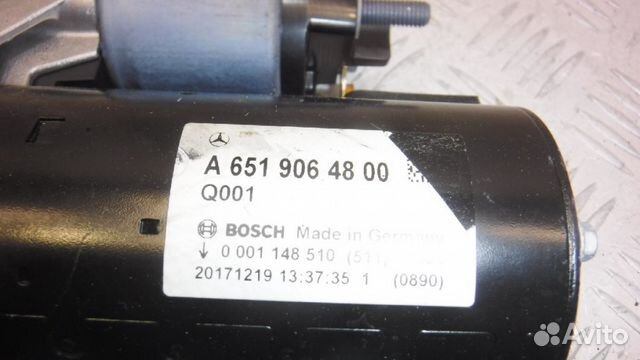 A 651 906 48 00
Q001
BOSCH Made in Germany
↓ 0 001 148 510 (511)
20171219 13:37:35 1 (0890)
Avito